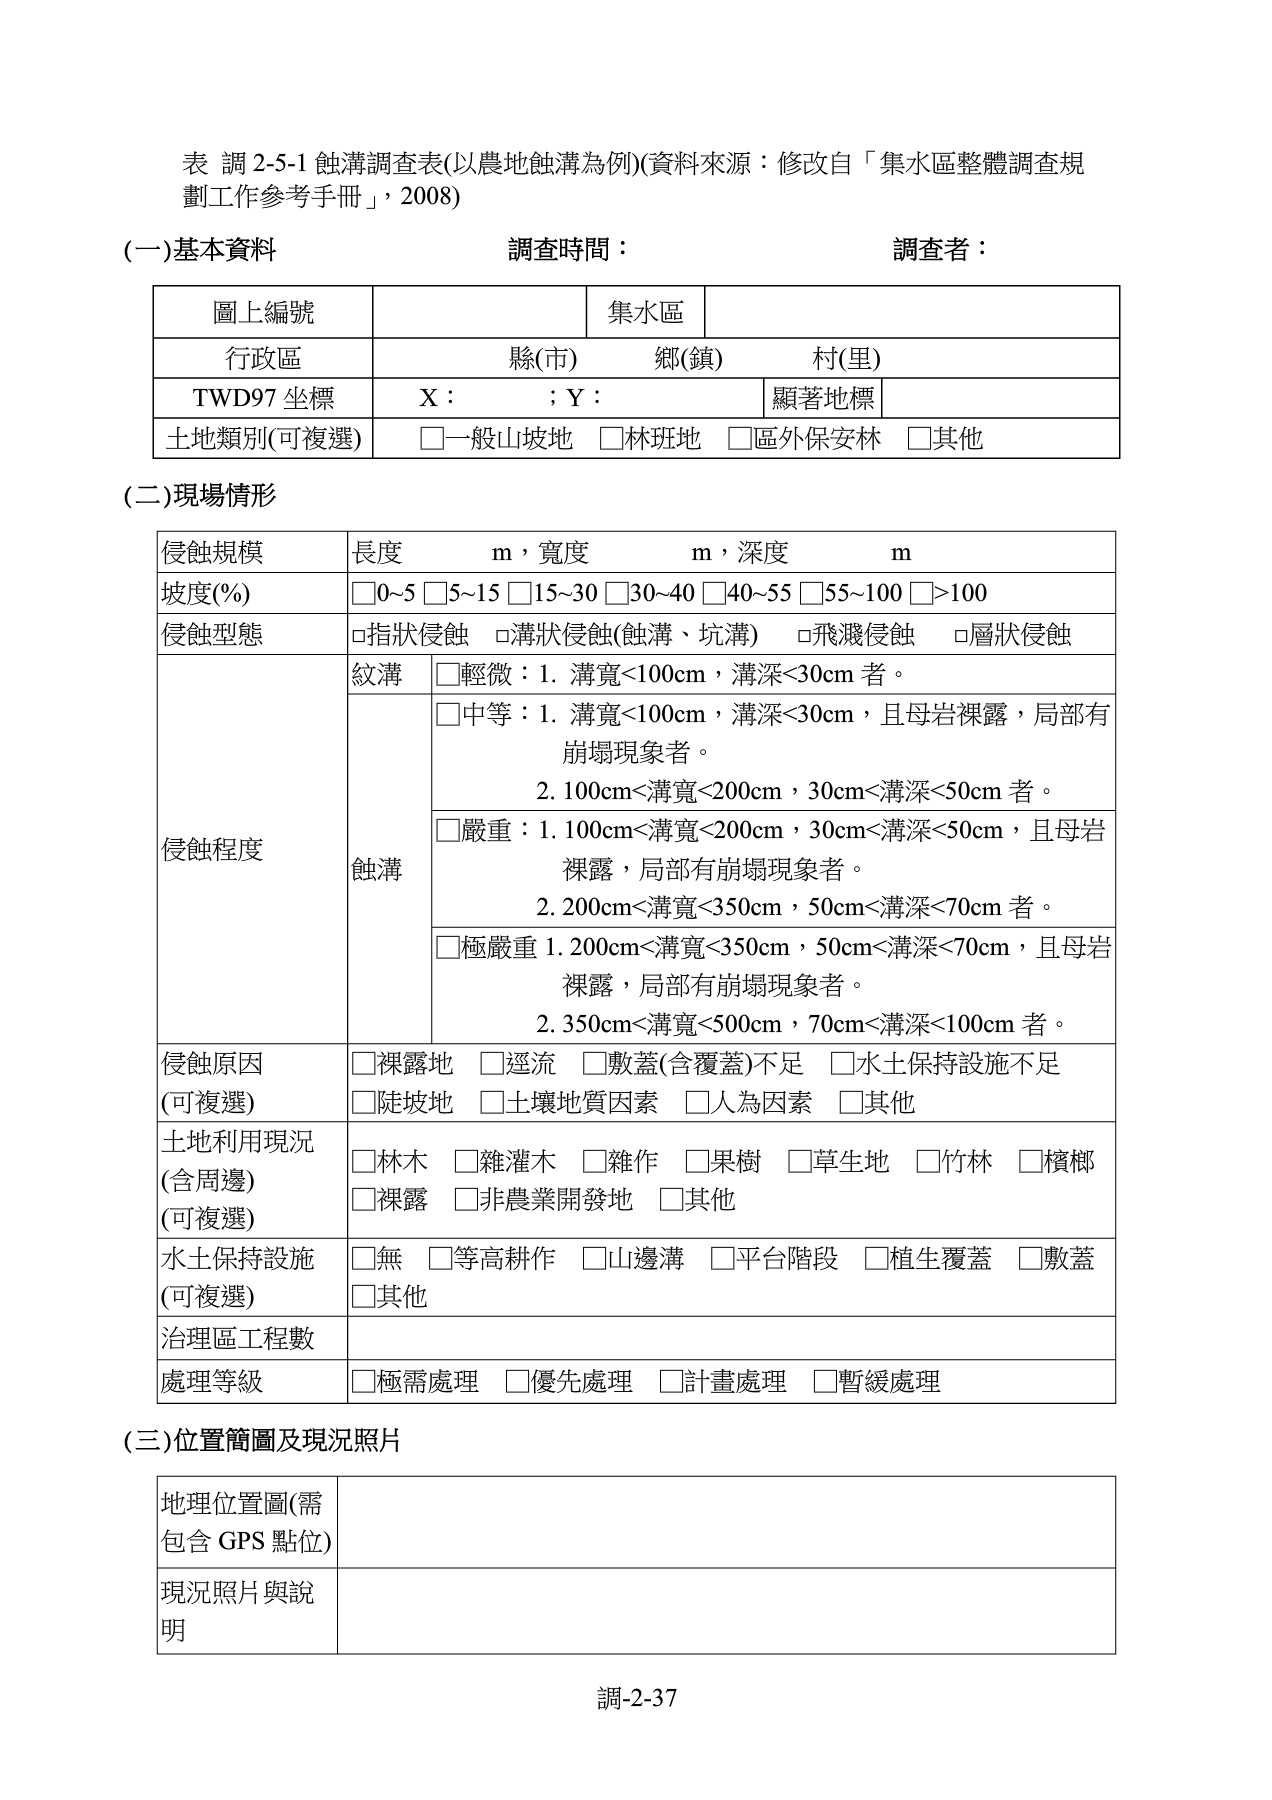 表 調 2-5-1 蝕溝調查表(以農地蝕溝為例)(資料來源：修改自「集水區整體調查規
劃工作參考手冊」，2008)
(一)基本資料 調查時間： 調查者：
圖上編號 集水區
行政區 縣(市) 鄉(鎮) 村(里)
TWD97 坐標 X： ；Y： 顯著地標
土地類別(可複選) □一般山坡地 □林班地 □區外保安林 □其他
(二)現場情形
侵蝕規模 長度 m，寬度 m，深度 m
坡度(%) □0~5 □5~15 □15~30 □30~40 □40~55 □55~100 □>100
侵蝕型態 □指狀侵蝕 □溝狀侵蝕(蝕溝、坑溝) □飛濺侵蝕 □層狀侵蝕
侵蝕程度
紋溝 □輕微：1. 溝寬<100cm，溝深<30cm 者。
蝕溝
□中等：1. 溝寬<100cm，溝深<30cm，且母岩裸露，局部有
崩塌現象者。
2. 100cm<溝寬<200cm，30cm<溝深<50cm 者。
□嚴重：1. 100cm<溝寬<200cm，30cm<溝深<50cm，且母岩
裸露，局部有崩塌現象者。
2. 200cm<溝寬<350cm，50cm<溝深<70cm 者。
□極嚴重 1. 200cm<溝寬<350cm，50cm<溝深<70cm，且母岩
裸露，局部有崩塌現象者。
2. 350cm<溝寬<500cm，70cm<溝深<100cm 者。
侵蝕原因
(可複選)
□裸露地 □逕流 □敷蓋(含覆蓋)不足 □水土保持設施不足
□陡坡地 □土壤地質因素 □人為因素 □其他
土地利用現況
(含周邊)
(可複選)
□林木 □雜灌木 □雜作 □果樹 □草生地 □竹林 □檳榔
□裸露 □非農業開發地 □其他
水土保持設施
(可複選)
□無 □等高耕作 □山邊溝 □平台階段 □植生覆蓋 □敷蓋
□其他
治理區工程數
處理等級 □極需處理 □優先處理 □計畫處理 □暫緩處理
(三)位置簡圖及現況照片
地理位置圖(需
包含 GPS 點位)
現況照片與說
明
調-2-37